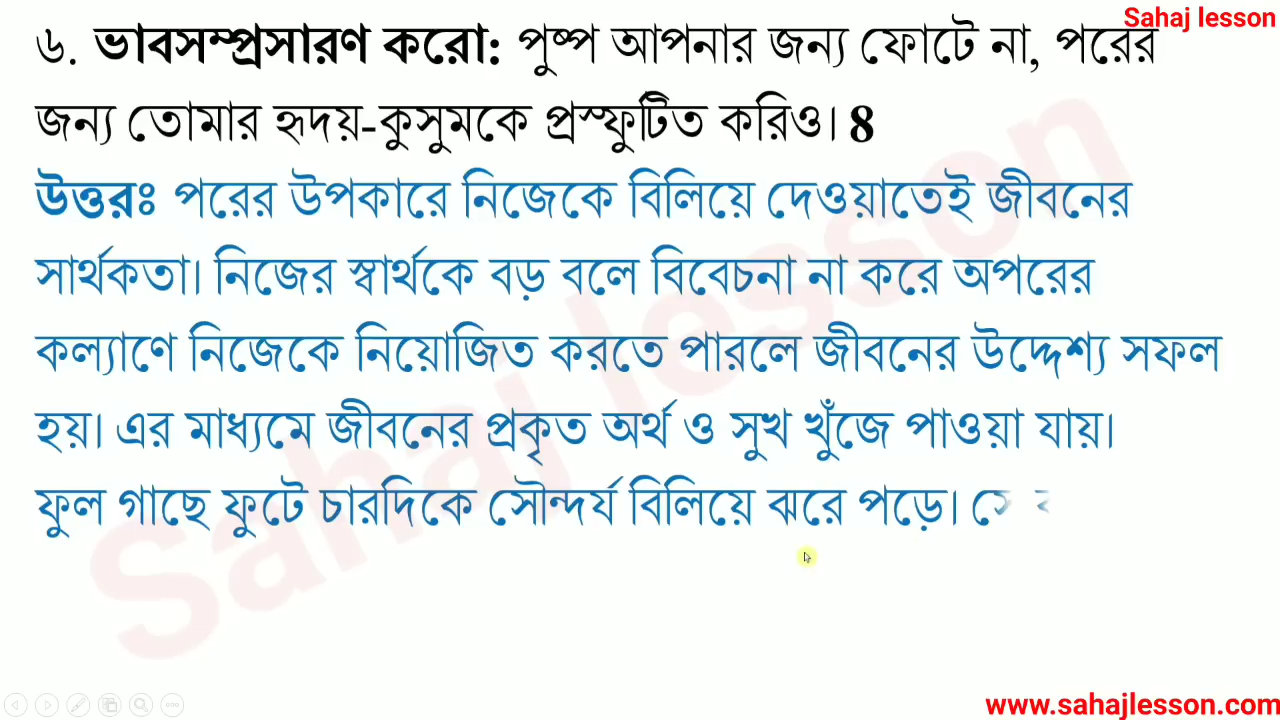 Sahaj lesson
৬. ভাবসম্প্রসারণ করো: পুষ্প আপনার জন্য ফোটে না, পরের
জন্য তোমার হৃদয়-কুসুমকে প্রস্ফুটিত করিও। 8
উত্তরঃ পরের উপকারে নিজেকে বিলিয়ে দেওয়াতেই জীবনের
সার্থকতা। নিজের স্বার্থকে বড় বলে বিবেচনা না করে অপরের
কল্যাণে নিজেকে নিয়োজিত করতে পারলে জীবনের উদ্দেশ্য সফল
হয়। এর মাধ্যমে জীবনের প্রকৃত অর্থ ও সুখ খুঁজে পাওয়া যায়।
ফুল গাছে ফুটে চারদিকে সৌন্দর্য বিলিয়ে ঝরে পড়ে।
Sahaj lesson
www.sahajlesson.com